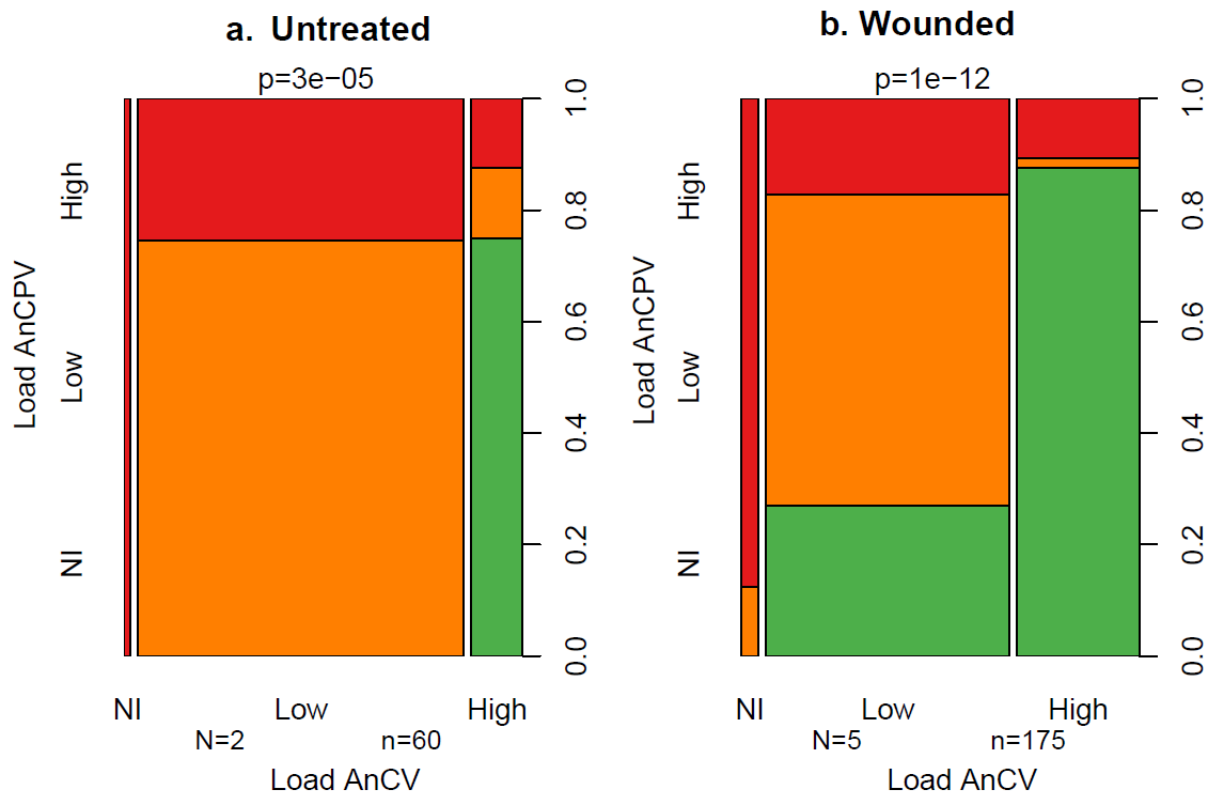 a. Untreated
p=3e−05
Load AnCPV
High
Low
NI
1.0
0.8
0.6
0.4
0.2
0.0
NI Low High
N=2 n=60
Load AnCV
b. Wounded
p=1e−12
Load AnCPV
High
Low
NI
1.0
0.8
0.6
0.4
0.2
0.0
NI Low High
N=5 n=175
Load AnCV